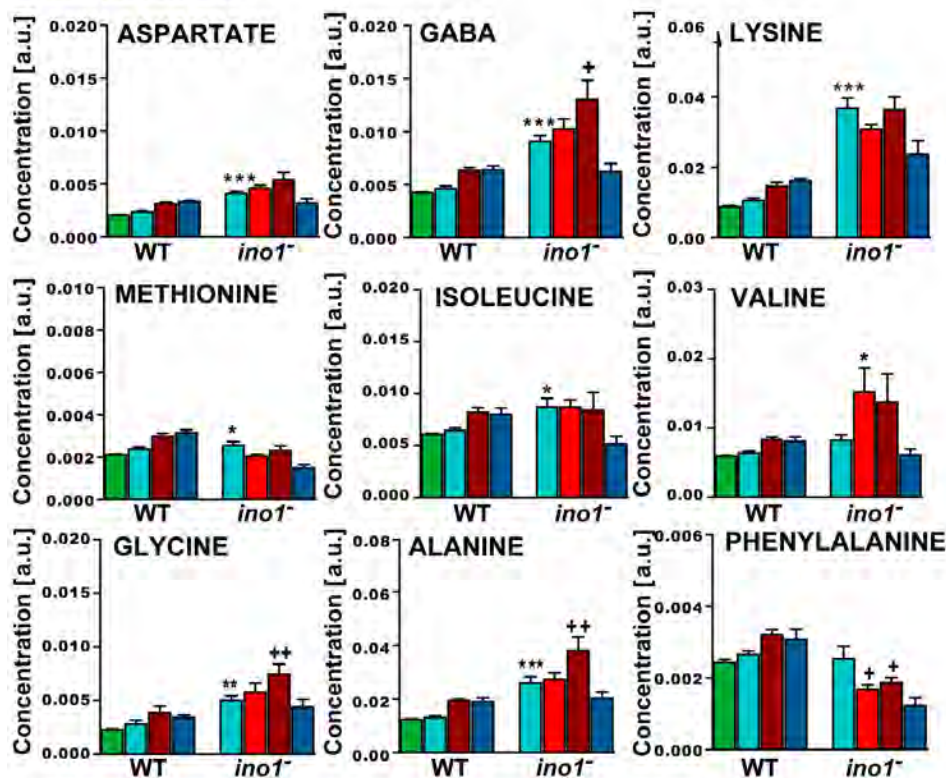 Concentration [a.u.]
ASPARTATE
0.020
0.015
0.010
0.005
0.000
***
WT ino1-
Concentration [a.u.]
GABA
0.020
0.015
0.010
0.005
0.000
*** +
WT ino1-
Concentration [a.u.]
LYSINE
0.06
0.04
0.02
0.00
***
WT ino1-
Concentration [a.u.]
METHIONINE
0.010
0.008
0.006
0.004
0.002
0.000
*
WT ino1-
Concentration [a.u.]
ISOLEUCINE
0.020
0.015
0.010
0.005
0.000
*
WT ino1-
Concentration [a.u.]
VALINE
0.03
0.02
0.01
0.00
*
WT ino1-
Concentration [a.u.]
GLYCINE
0.020
0.015
0.010
0.005
0.000
** ++
WT ino1-
Concentration [a.u.]
ALANINE
0.08
0.06
0.04
0.02
0.00
*** ++
WT ino1-
Concentration [a.u.]
PHENYLALANINE
0.006
0.004
0.002
0.000
+ +
WT ino1-